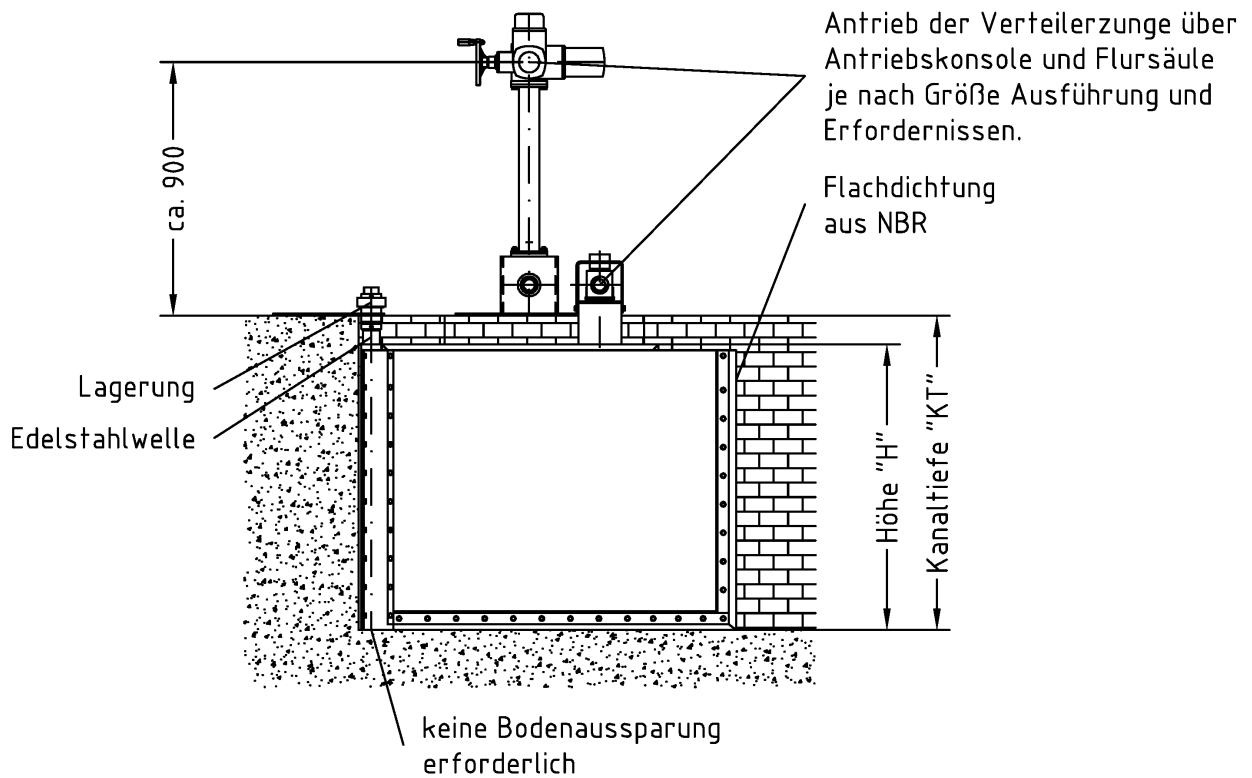 Antrieb der Verteilerzunge über
Antriebskonsole und Flursäule
je nach Größe Ausführung und
Erfordernissen.
ca. 900
Flachdichtung
aus NBR
Lagerung
Edelstahlwelle
Höhe "H"
Kanaltiefe "KT"
keine Bodenaussparung
erforderlich